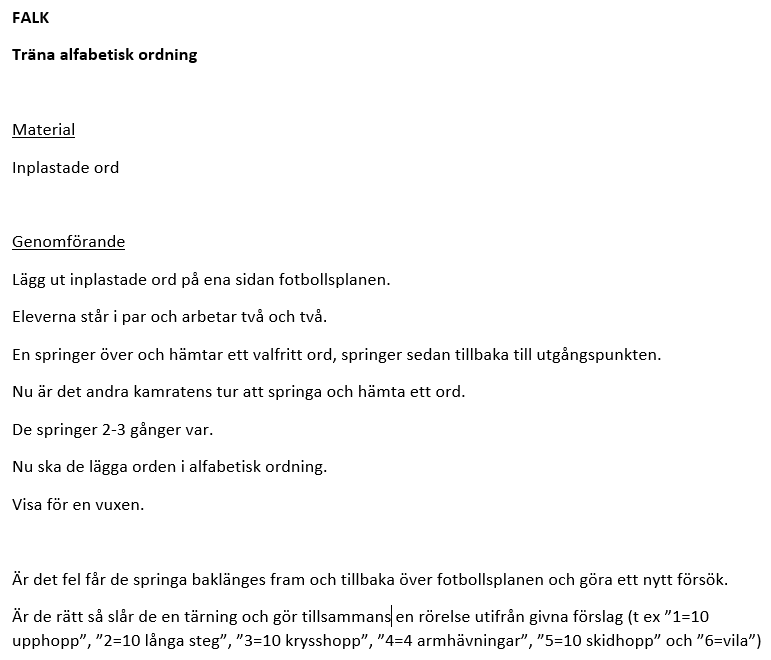 FALK
Träna alfabetisk ordning
Material
Inplastade ord
Genomförande
Lägg ut inplastade ord på ena sidan fotbollsplanen.
Eleverna står i par och arbetar två och två.
En springer över och hämtar ett valfritt ord, springer sedan tillbaka till utgångspunkten.
Nu är det andra kamratens tur att springa och hämta ett ord.
De springer 2-3 gånger var.
Nu ska de lägga orden i alfabetisk ordning.
Visa för en vuxen.
Är det fel får de springa baklänges fram och tillbaka över fotbollsplanen och göra ett nytt försök.
Är de rätt så slår de en tärning och gör tillsammans en rörelse utifrån givna förslag (t ex ”1=10
upphopp”, ”2=10 långa steg”, ”3=10 krysshopp”, ”4=4 armhävningar”, ”5=10 skidhopp” och ”6=vila”)